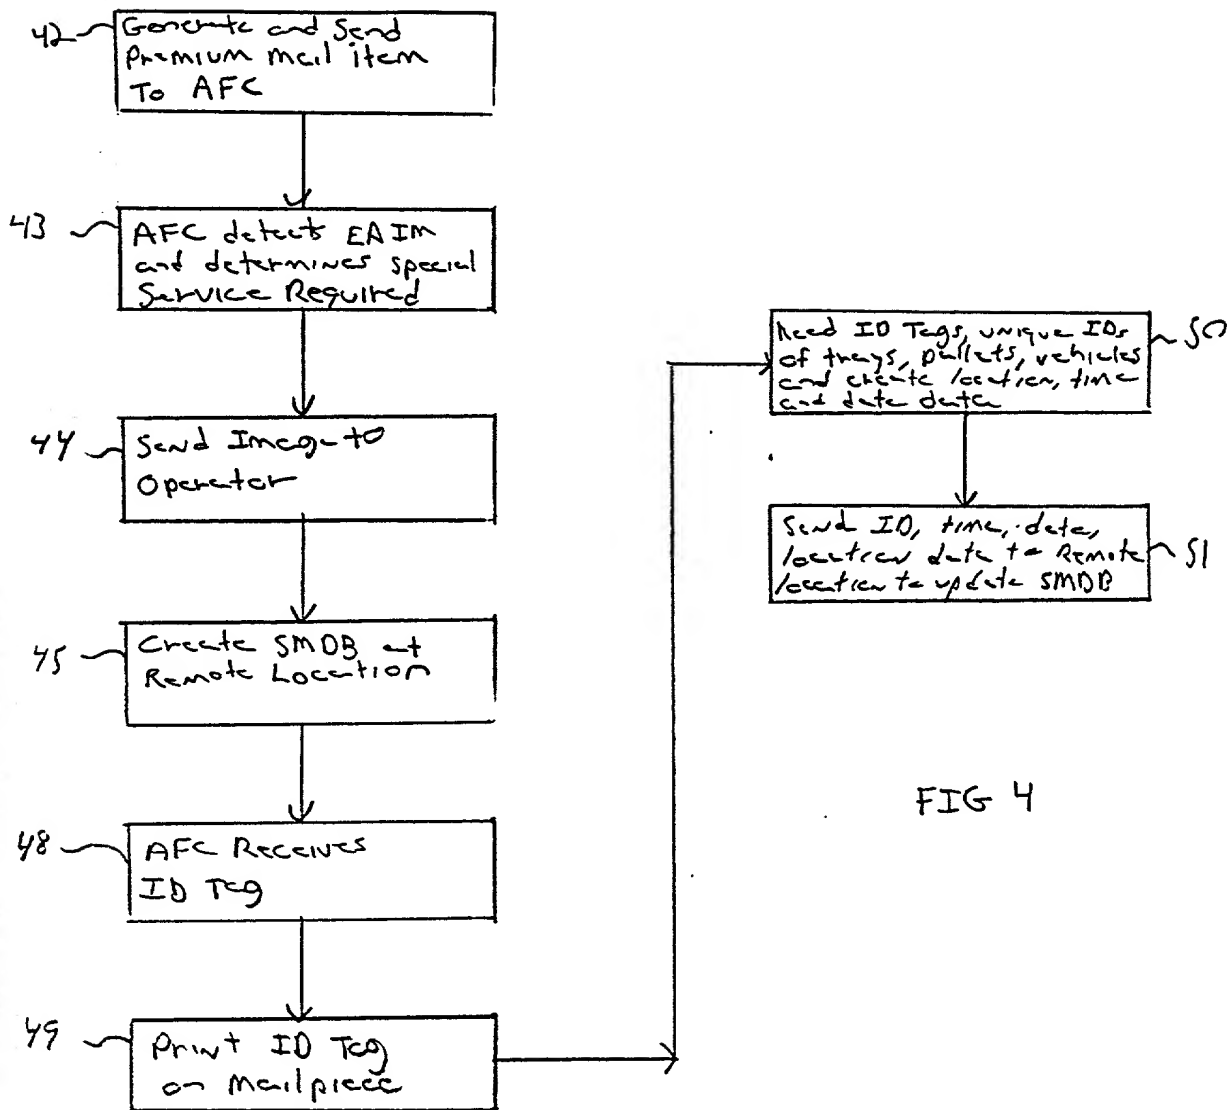 42
Generate and Send
Premium mail item
To AFC
43
AFC detects EAIM
and determines special
Service Required
44
Send Image to
Operator
45
Create SMDB at
Remote Location
48
AFC Receives
ID Tag
49
Print ID Tag
on Mailpiece
50
Read ID Tags, unique IDs
of trays, pallets, vehicles
and create location, time
and date data
51
Send ID, time, date,
location data to Remote
location to update SMDB
FIG 4